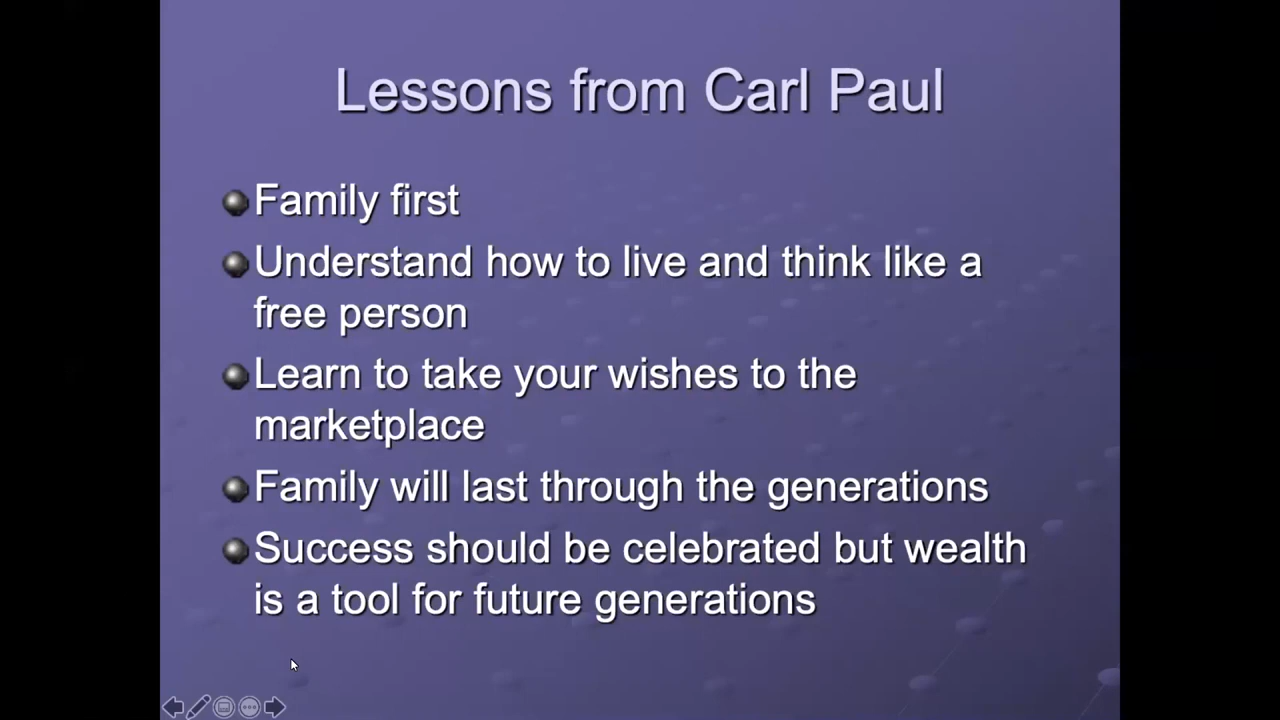 Lessons from Carl Paul
Family first
Understand how to live and think like a
free person
Learn to take your wishes to the
marketplace
Family will last through the generations
Success should be celebrated but wealth
is a tool for future generations